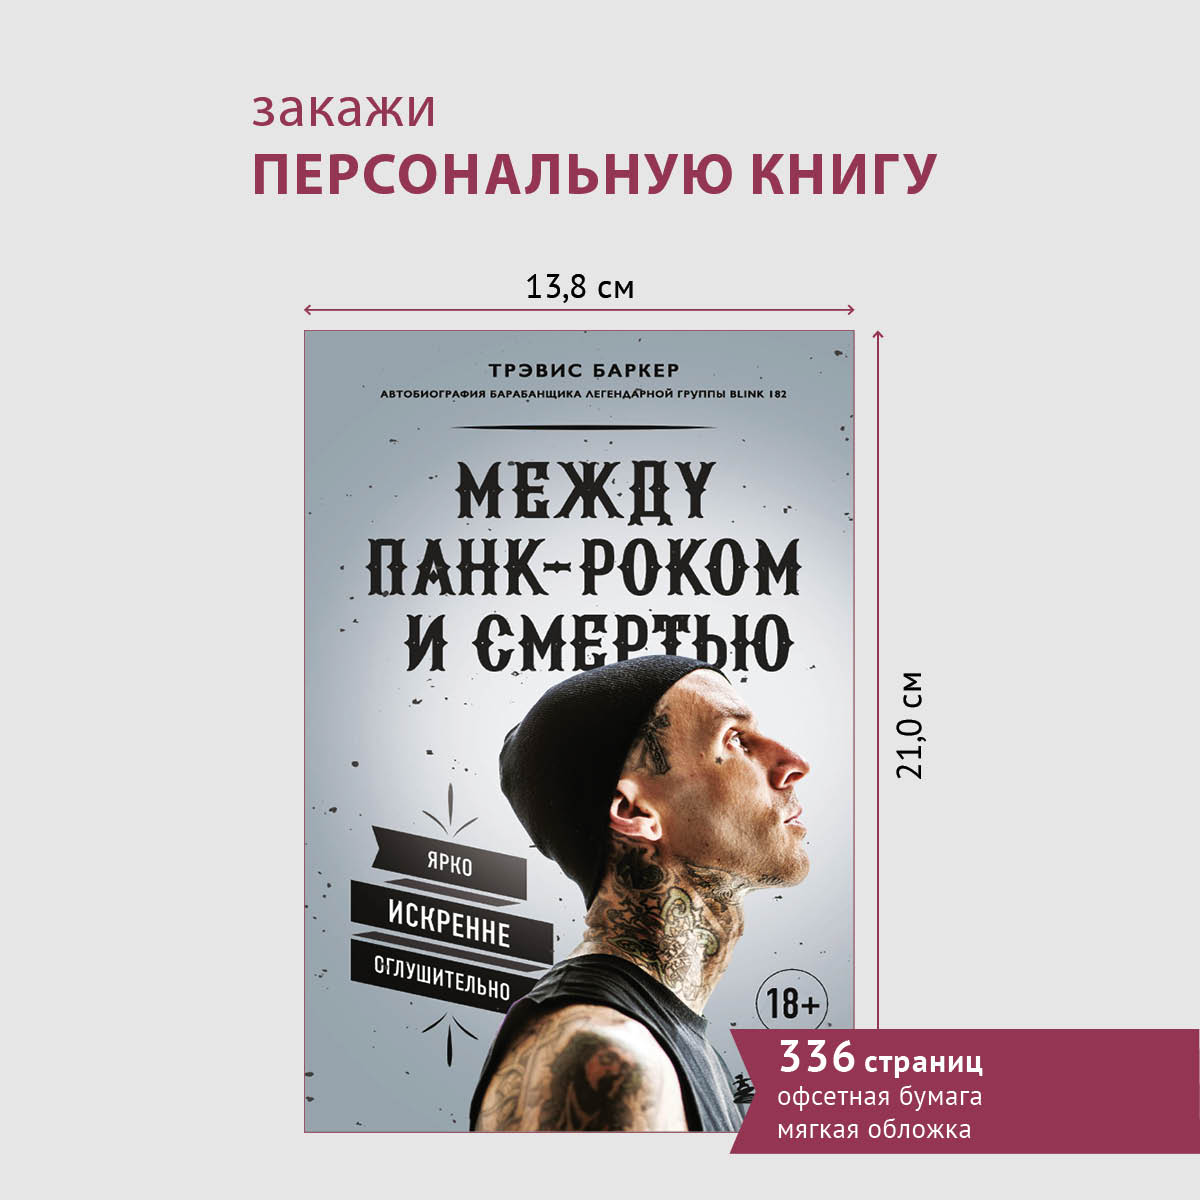 закажи
ПЕРСОНАЛЬНУЮ КНИГУ
13,8 см
ТРЭВИС БАРКЕР
АВТОБИОГРАФИЯ БАРАБАНЩИКА ЛЕГЕНДАРНОЙ ГРУППЫ BLINK 182
МЕЖДУ
ПАНК-РОКОМ
И СМЕРТЬЮ
21,0 см
ЯРКО
ИСКРЕННЕ
ОГЛУШИТЕЛЬНО
18+
336 страниц
офсетная бумага
мягкая обложка